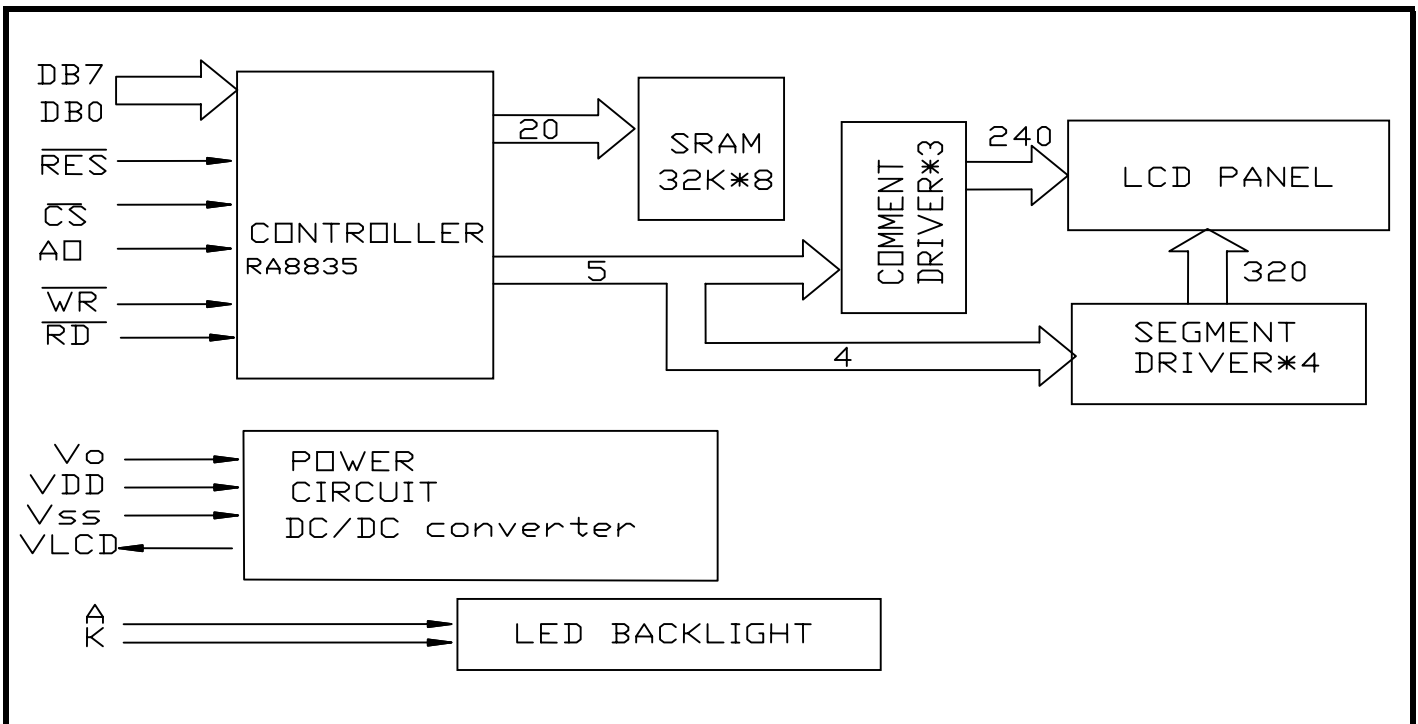 DB7
DB0
RES
CS
A0
WR
RD
CONTROLLER
RA8835
20
SRAM
32K*8
5
4
COMMENT
DRIVER*3
240
LCD PANEL
320
SEGMENT
DRIVER*4
Vo
VDD
Vss
VLCD
POWER
CIRCUIT
DC/DC converter
A
K
LED BACKLIGHT